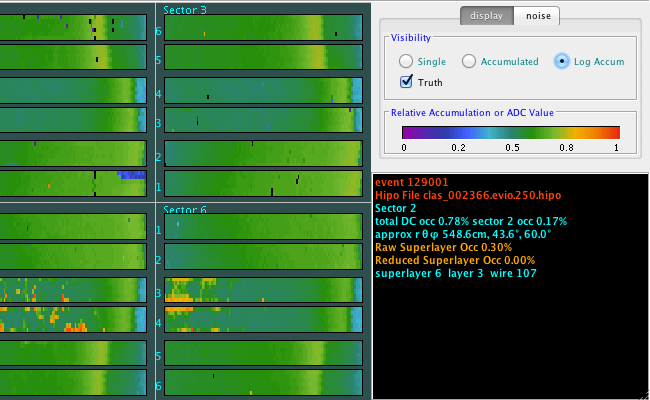 Sector 3
6
5
4
3
2
1
Sector 6
1
2
3
4
5
6
display noise
Visibility
Single Accumulated Log Accum
Truth
Relative Accumulation or ADC Value
0 0.2 0.5 0.8 1
event 129001
Hipo File clas_002366.evio.250.hipo
Sector 2
total DC occ 0.78% sector 2 occ 0.17%
approx r θ φ 548.6cm, 43.6°, 60.0°
Raw Superlayer Occ 0.30%
Reduced Superlayer Occ 0.00%
superlayer 6 layer 3 wire 107